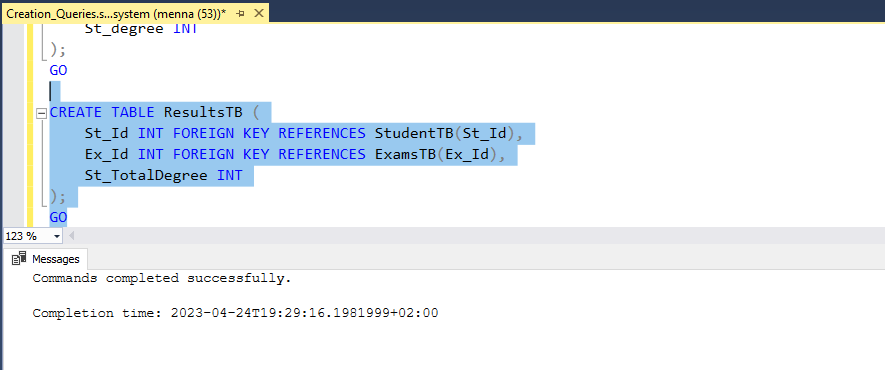 Creation_Queries.s...system (menna (53))*
St_degree INT
);
GO
CREATE TABLE ResultsTB (
St_Id INT FOREIGN KEY REFERENCES StudentTB(St_Id),
Ex_Id INT FOREIGN KEY REFERENCES ExamsTB(Ex_Id),
St_TotalDegree INT
);
GO
123 %
Messages
Commands completed successfully.
Completion time: 2023-04-24T19:29:16.1981999+02:00